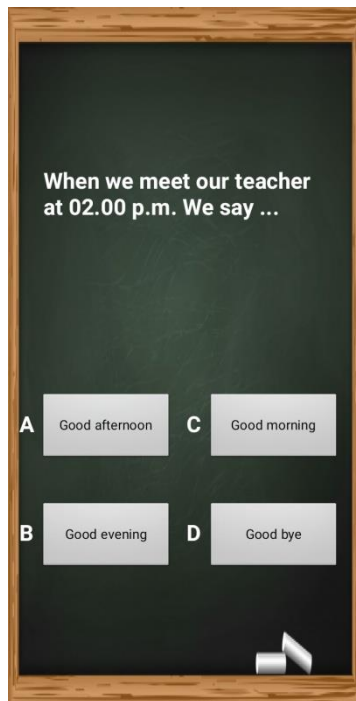 When we meet our teacher
at 02.00 p.m. We say ...
A Good afternoon C Good morning
B Good evening D Good bye